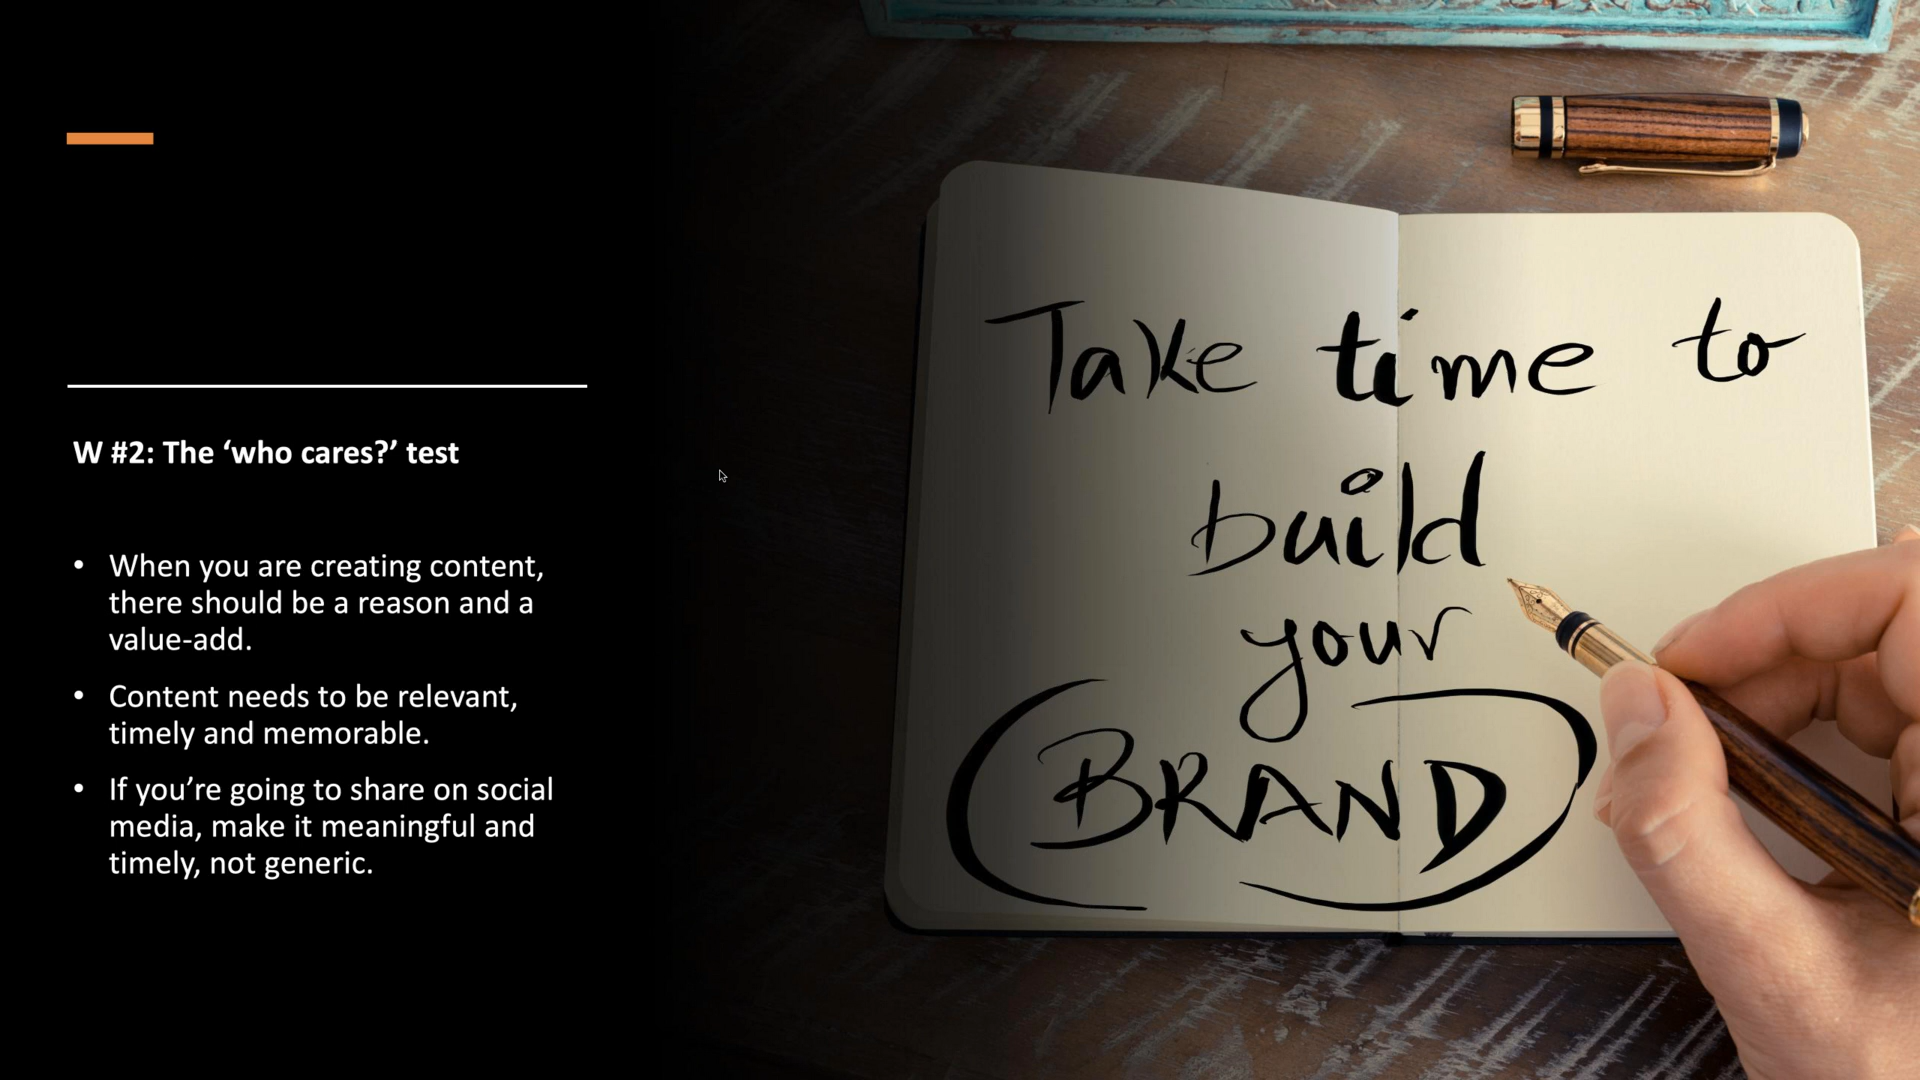 W #2: The ‘who cares?’ test
• When you are creating content,
there should be a reason and a
value-add.
• Content needs to be relevant,
timely and memorable.
• If you’re going to share on social
media, make it meaningful and
timely, not generic.
Take time to
build
your
BRAND